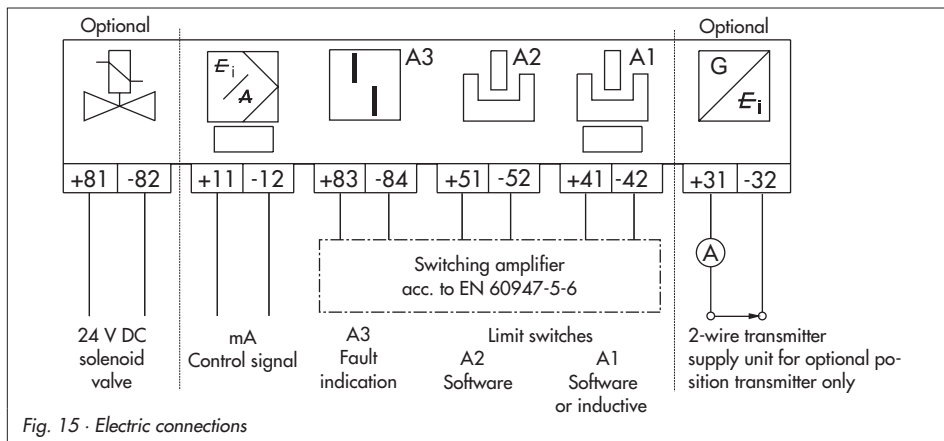 Optional
Optional
E i / A
A3
A2
A1
G
E i
+81 -82
+11 -12
+83 -84
+51 -52
+41 -42
+31 -32
A
Switching amplifier
acc. to EN 60947-5-6
24 V DC
solenoid
valve
mA
Control signal
A3
Fault
indication
Limit switches
A2
Software
A1
Software
or inductive
2-wire transmitter
supply unit for optional po-
sition transmitter only
Fig. 15 · Electric connections